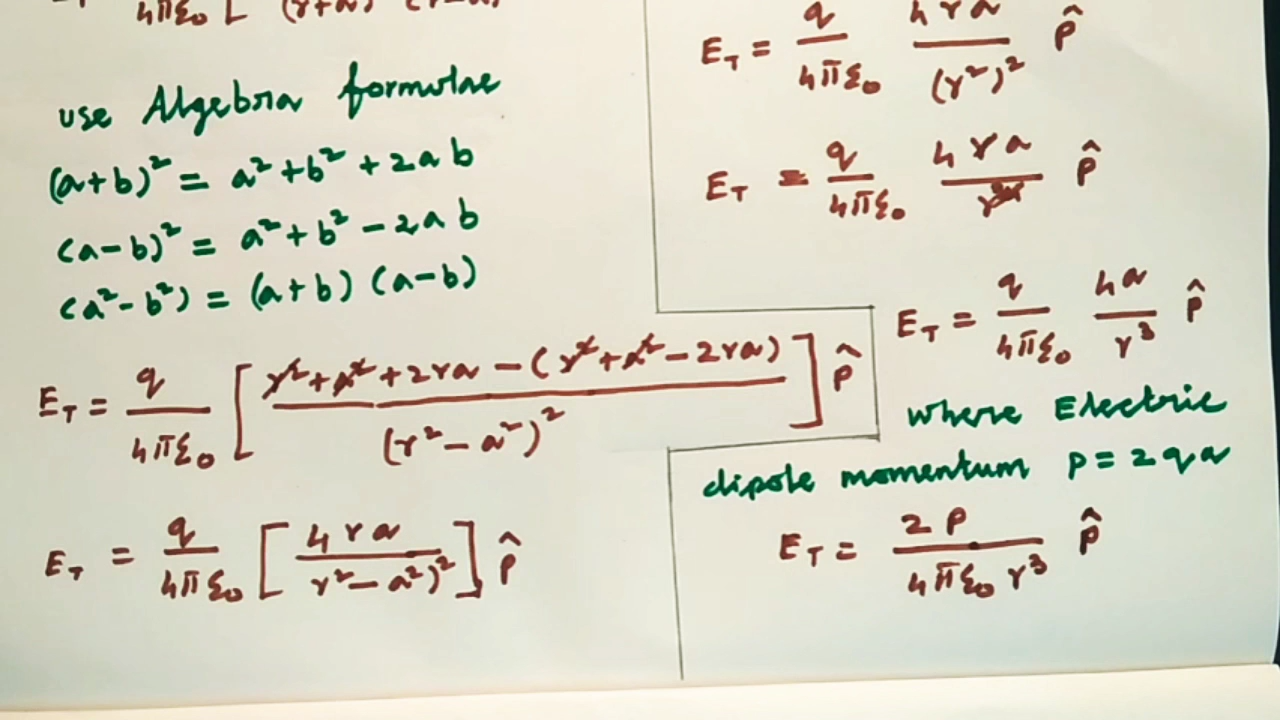 4πε₀ [ (r+a)
use Algebra formulae
(a+b)² = a²+b²+2ab
(a-b)² = a²+b²-2ab
(a²-b²) = (a+b) (a-b)
E_T = q/4πε₀ [ r²+a²+2ra-(r²+a²-2ra) / (r²-a²)² ] p̂
E_T = q/4πε₀ [ 4ra / r²-a²)² ] p̂
E_T = q/4πε₀ 4ra/(r²)² p̂
E_T = q/4πε₀ 4ra/r⁴ p̂
E_T = q/4πε₀ 4a/r³ p̂
where Electric
dipole momentum p=2qa
E_T = 2p/4πε₀r³ p̂